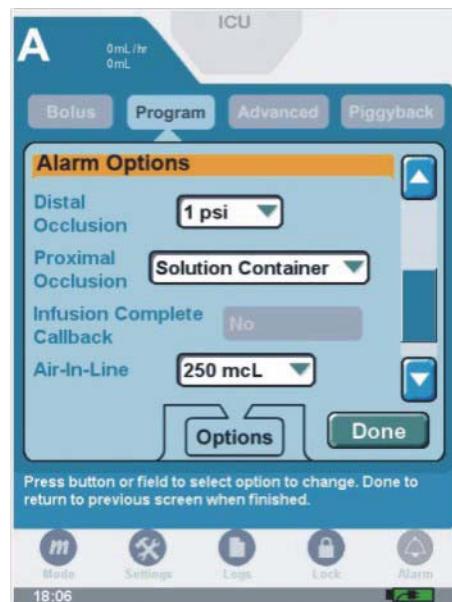 ICU
A
0mL/hr
0mL
Bolus
Program
Advanced
Piggyback
Alarm Options
Distal
Occlusion
1 psi
Proximal
Occlusion
Solution Container
Infusion Complete
Callback
No
Air-In-Line
250 mcL
Options
Done
Press button or field to select option to change. Done to
return to previous screen when finished.
m
Mode
Settings
Logs
Lock
Alarm
18:06